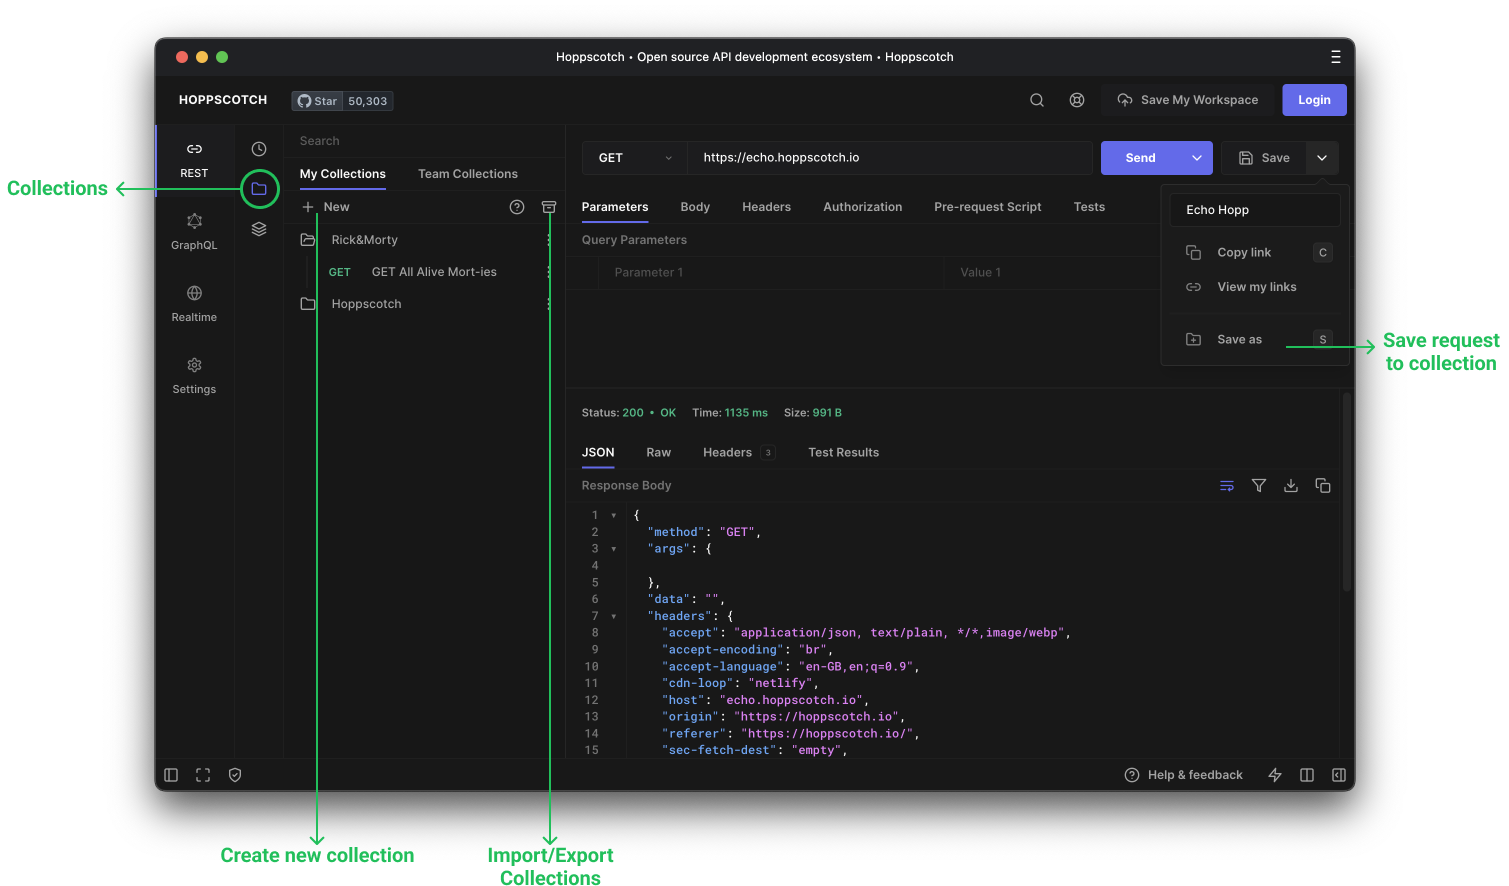 Hoppscotch • Open source API development ecosystem • Hoppscotch
HOPPSCOTCH
Star 50,303
Save My Workspace
Login
REST
GraphQL
Realtime
Settings
Search
My Collections Team Collections
New
Rick&Morty
GET GET All Alive Mort-ies
Hoppscotch
GET https://echo.hoppscotch.io
Send
Save
Parameters Body Headers Authorization Pre-request Script Tests
Query Parameters
Parameter 1 Value 1
Echo Hopp
Copy link C
View my links
Save as S
Status: 200 • OK Time: 1135 ms Size: 991 B
JSON Raw Headers 3 Test Results
Response Body
1 {
2 "method": "GET",
3 "args": {
4
5 },
6 "data": "",
7 "headers": {
8 "accept": "application/json, text/plain, */*,image/webp",
9 "accept-encoding": "br",
10 "accept-language": "en-GB,en;q=0.9",
11 "cdn-loop": "netlify",
12 "host": "echo.hoppscotch.io",
13 "origin": "https://hoppscotch.io",
14 "referer": "https://hoppscotch.io/",
15 "sec-fetch-dest": "empty",
Help & feedback
Collections
Save request
to collection
Create new collection
Import/Export
Collections